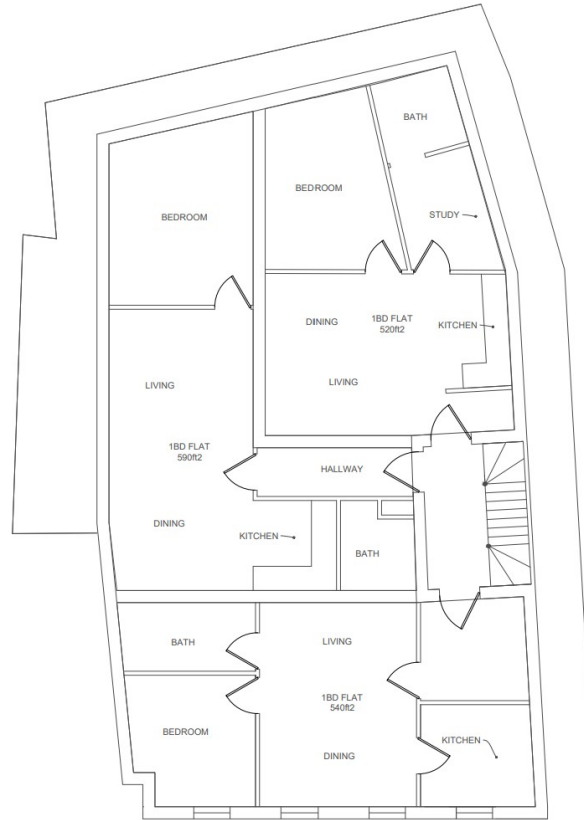 BATH
BEDROOM
STUDY
BEDROOM
DINING
1BD FLAT
520ft2
KITCHEN
LIVING
LIVING
1BD FLAT
590ft2
HALLWAY
DINING
KITCHEN
BATH
BATH
LIVING
1BD FLAT
540ft2
BEDROOM
KITCHEN
DINING